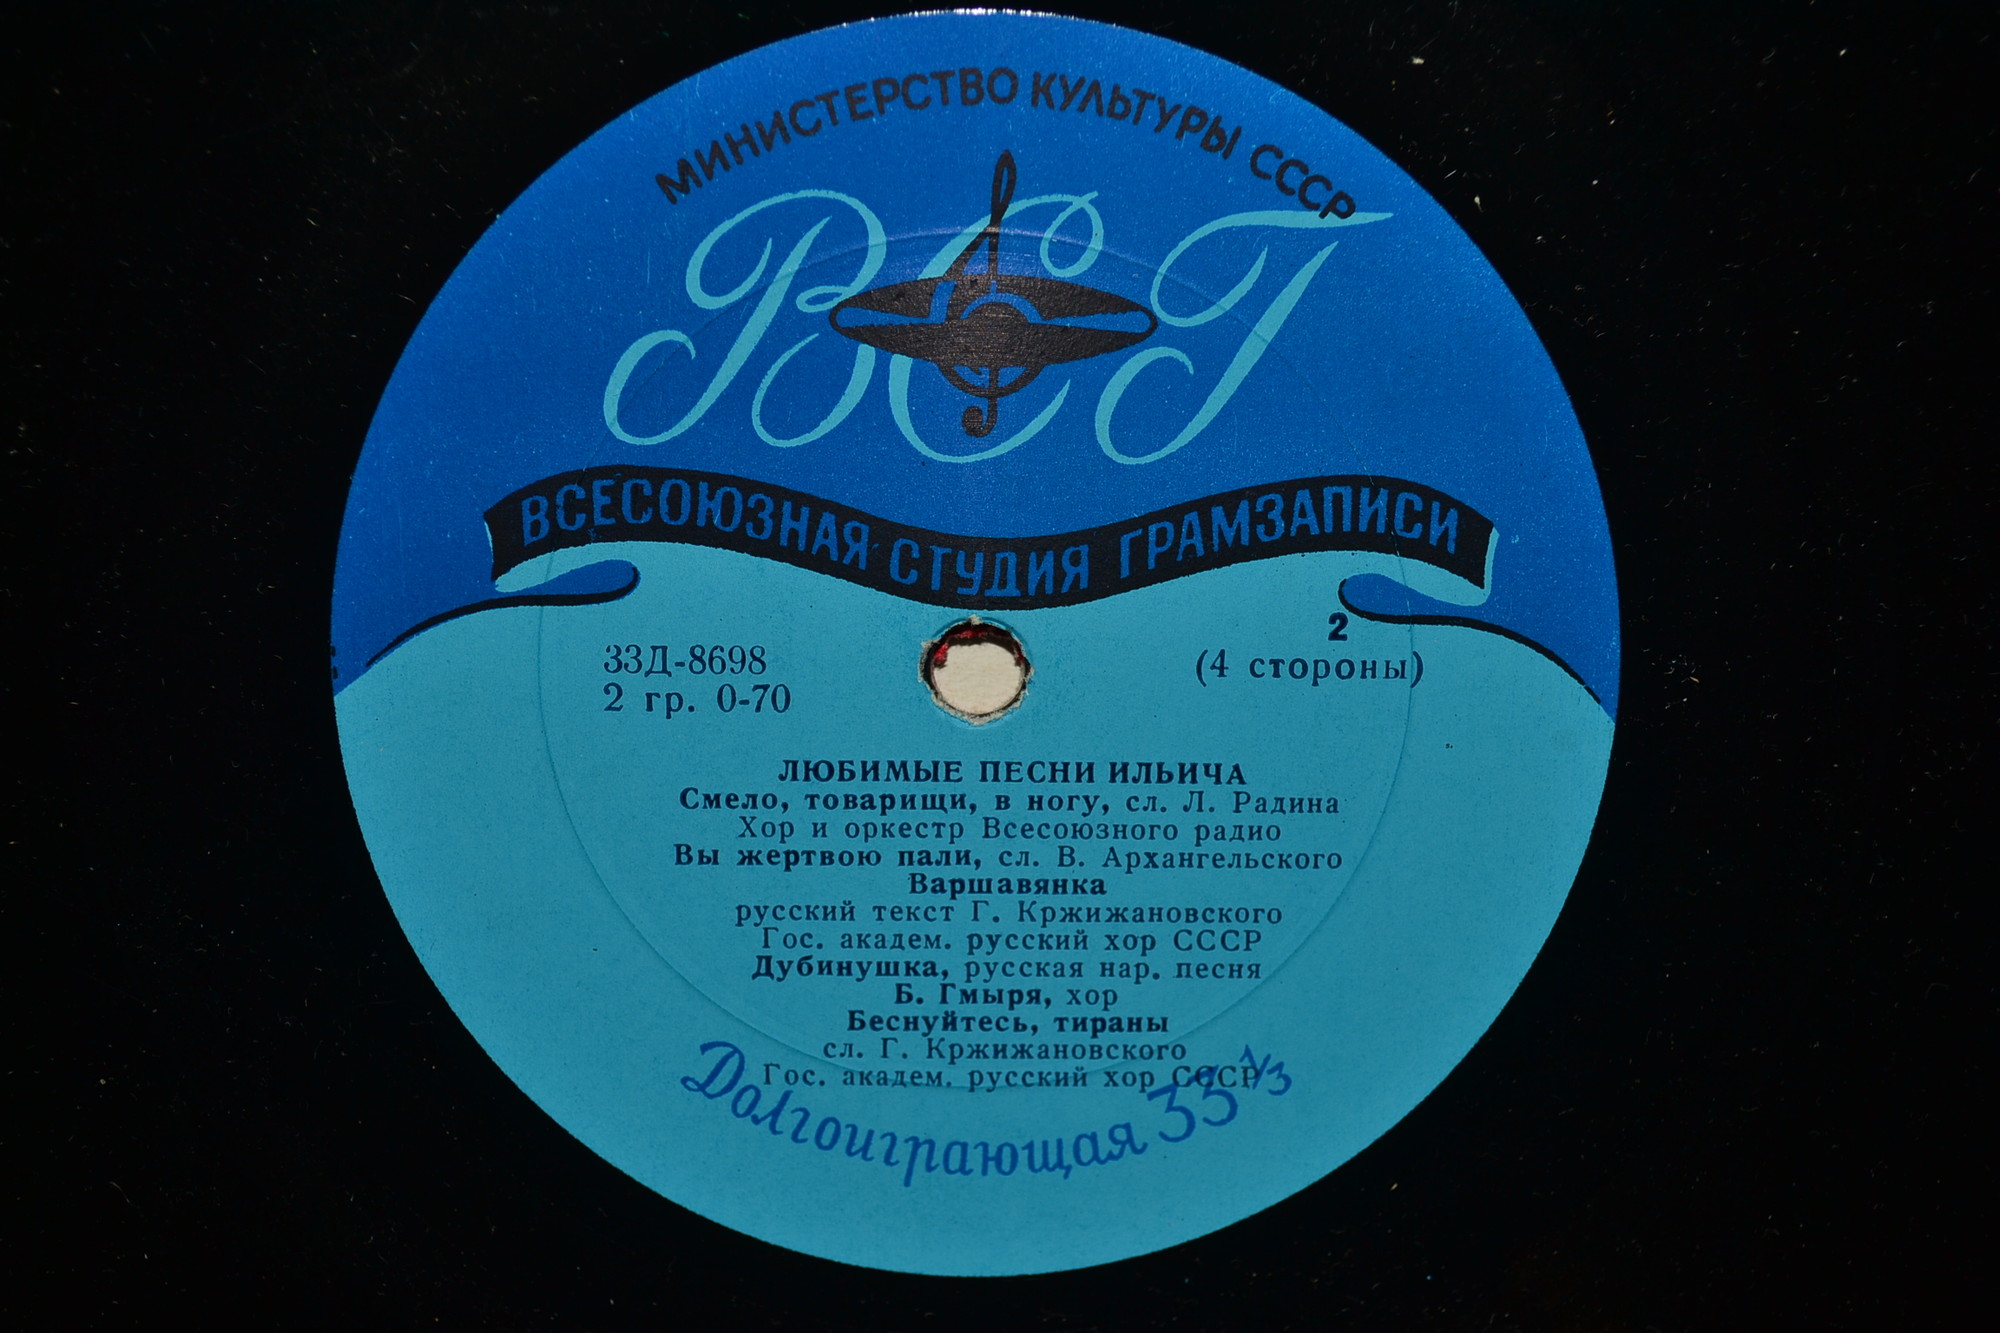 МИНИСТЕРСТВО КУЛЬТУРЫ СССР
ВСГ
ВСЕСОЮЗНАЯ СТУДИЯ ГРАМЗАПИСИ
33Д-8698
2 гр. 0-70
2
(4 стороны)
ЛЮБИМЫЕ ПЕСНИ ИЛЬИЧА
Смело, товарищи, в ногу, сл. Л. Радина
Хор и оркестр Всесоюзного радио
Вы жертвою пали, сл. В. Архангельского
Варшавянка
русский текст Г. Кржижановского
Гос. академ. русский хор СССР
Дубинушка, русская нар. песня
Б. Гмыря, хор
Беснуйтесь, тираны
сл. Г. Кржижановского
Гос. академ. русский хор СССР
Долгоиграющая 33⅓